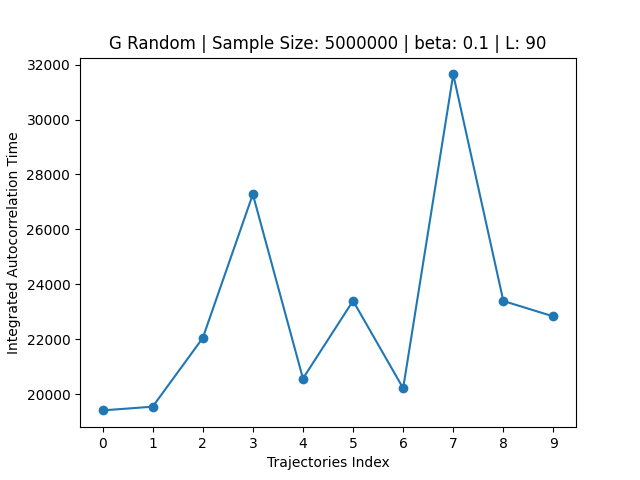 G Random | Sample Size: 5000000 | beta: 0.1 | L: 90
32000
30000
28000
26000
24000
22000
20000
Integrated Autocorrelation Time
0 1 2 3 4 5 6 7 8 9
Trajectories Index